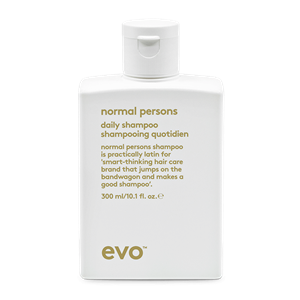 normal persons
daily shampoo
shampooing quotidien
normal persons shampoo
is practically latin for
'smart-thinking hair care
brand that jumps on the
bandwagon and makes a
good shampoo'.
300 ml/10.1 fl. oz.℮
evo™